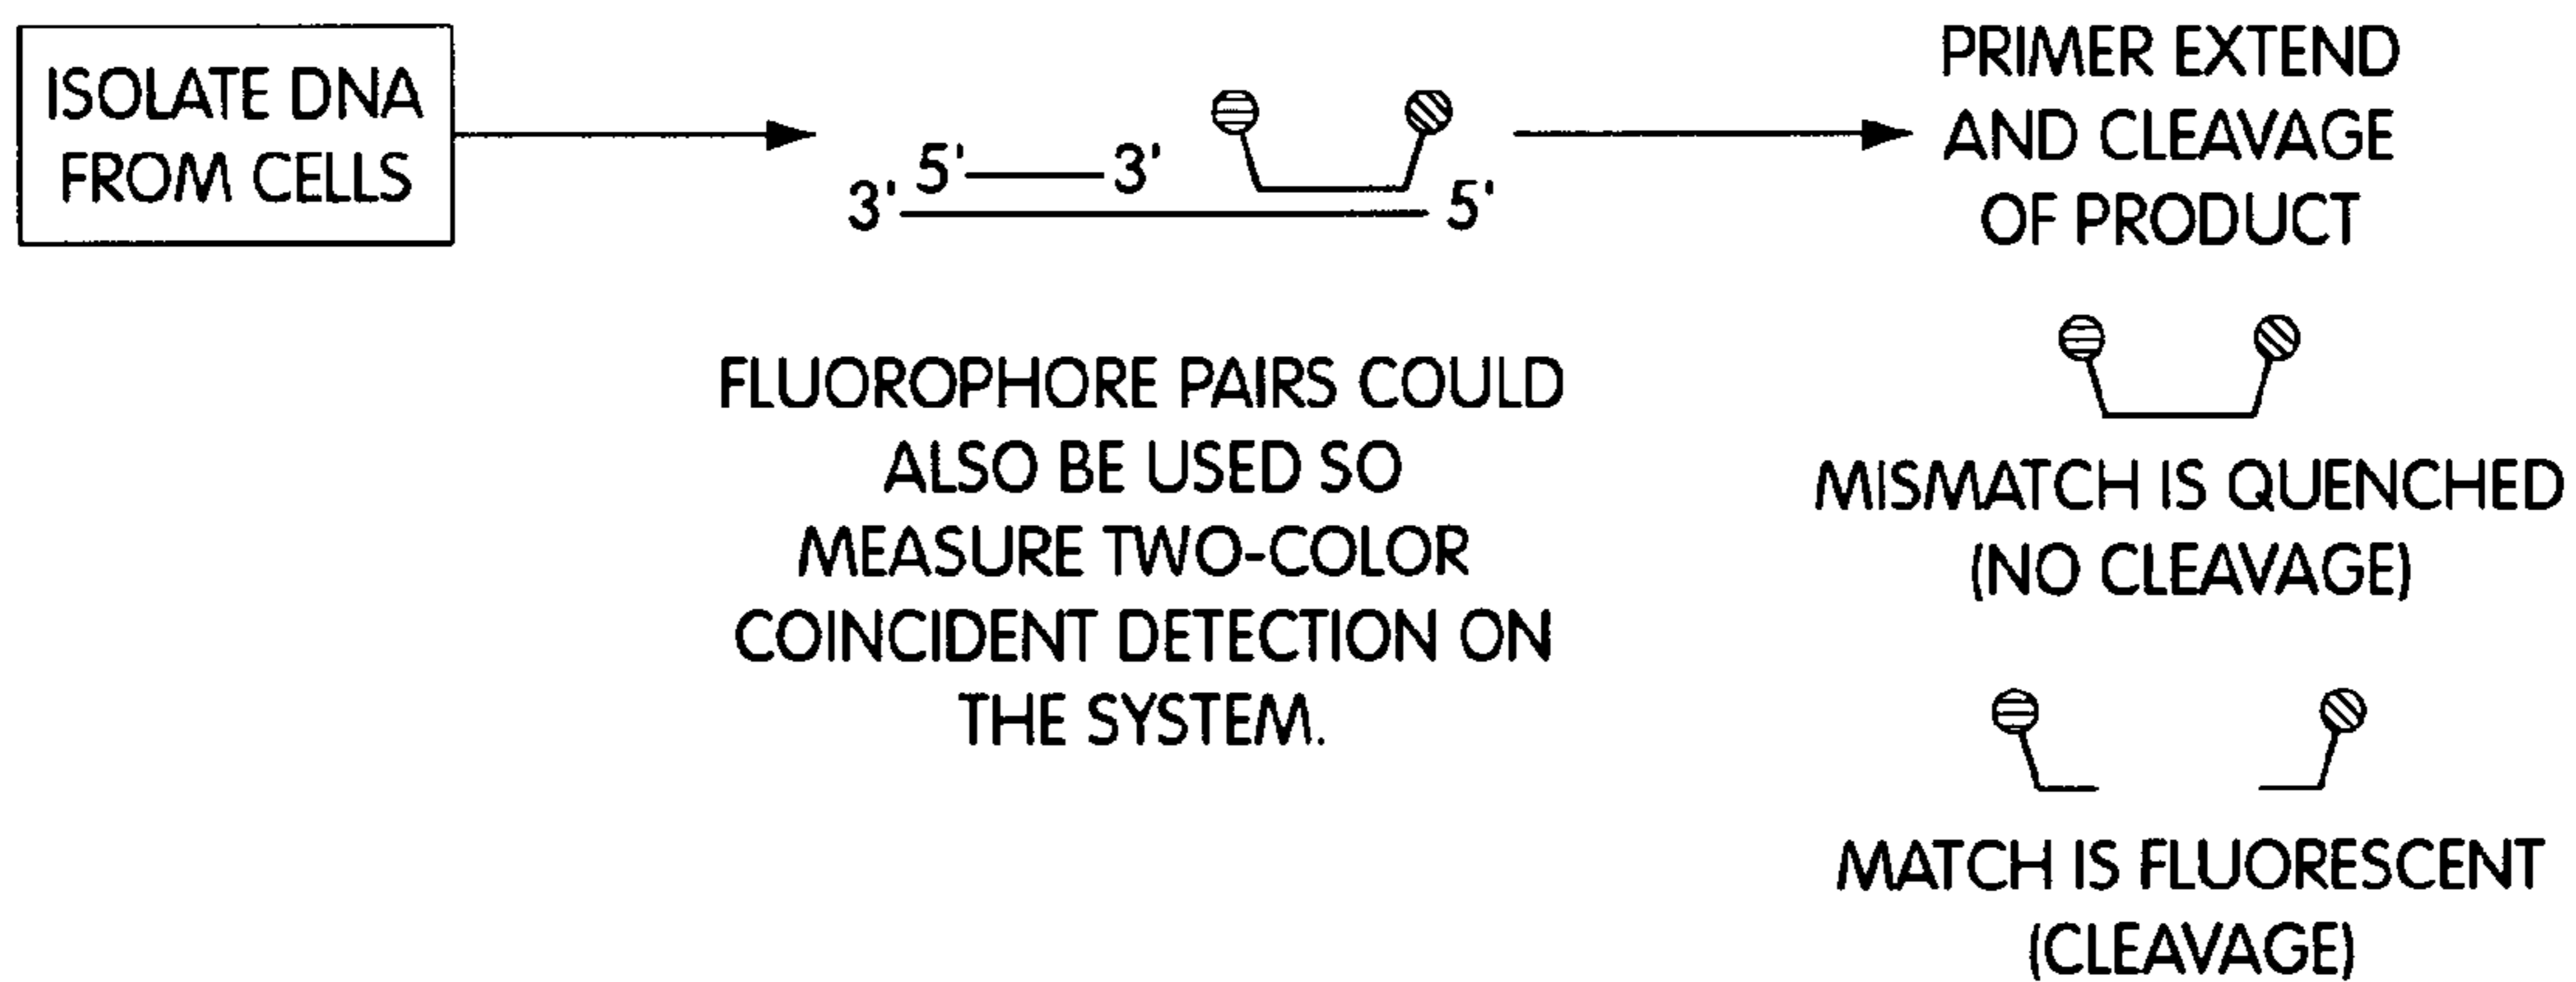 ISOLATE DNA
FROM CELLS
5' 3'
3' 5'
PRIMER EXTEND
AND CLEAVAGE
OF PRODUCT
FLUOROPHORE PAIRS COULD
ALSO BE USED SO
MEASURE TWO-COLOR
COINCIDENT DETECTION ON
THE SYSTEM.
MISMATCH IS QUENCHED
(NO CLEAVAGE)
MATCH IS FLUORESCENT
(CLEAVAGE)